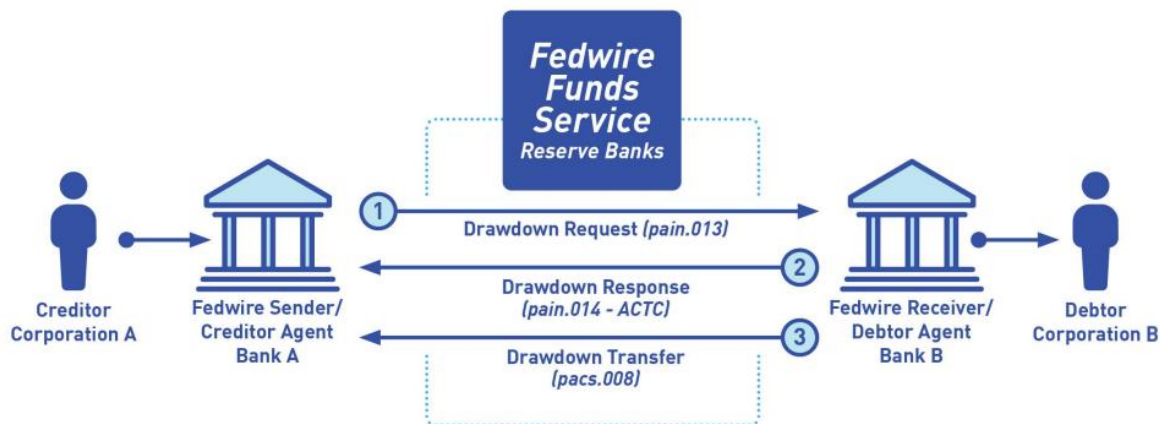 Fedwire
Funds
Service
Reserve Banks
1
Drawdown Request (pain.013)
2
Drawdown Response
(pain.014 - ACTC)
3
Drawdown Transfer
(pacs.008)
Creditor
Corporation A
Fedwire Sender/
Creditor Agent
Bank A
Fedwire Receiver/
Debtor Agent
Bank B
Debtor
Corporation B